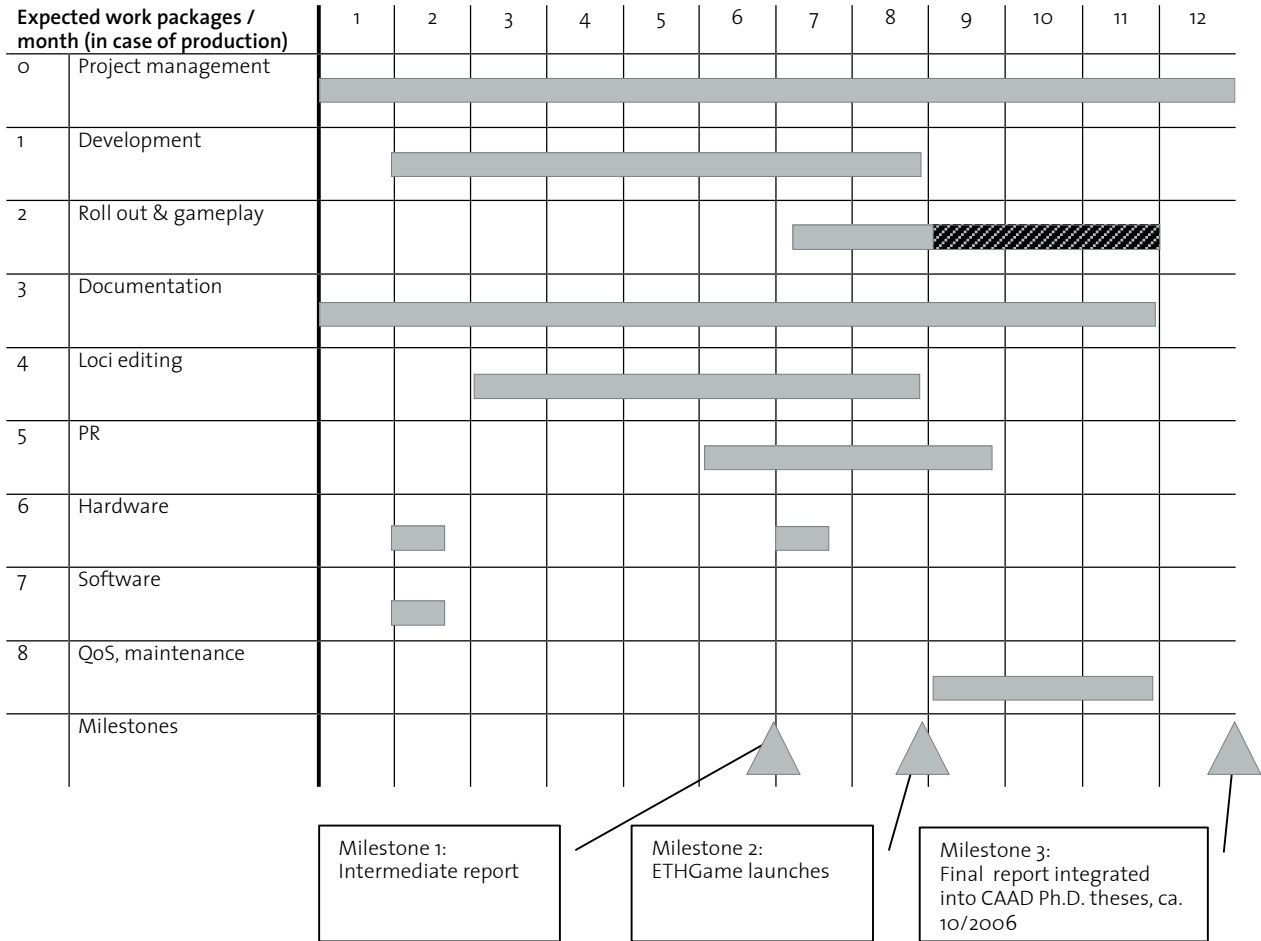 Expected work packages /
month (in case of production)
1 2 3 4 5 6 7 8 9 10 11 12
0 Project management
1 Development
2 Roll out & gameplay
3 Documentation
4 Loci editing
5 PR
6 Hardware
7 Software
8 QoS, maintenance
Milestones
Milestone 1:
Intermediate report
Milestone 2:
ETHGame launches
Milestone 3:
Final report integrated
into CAAD Ph.D. theses, ca.
10/2006